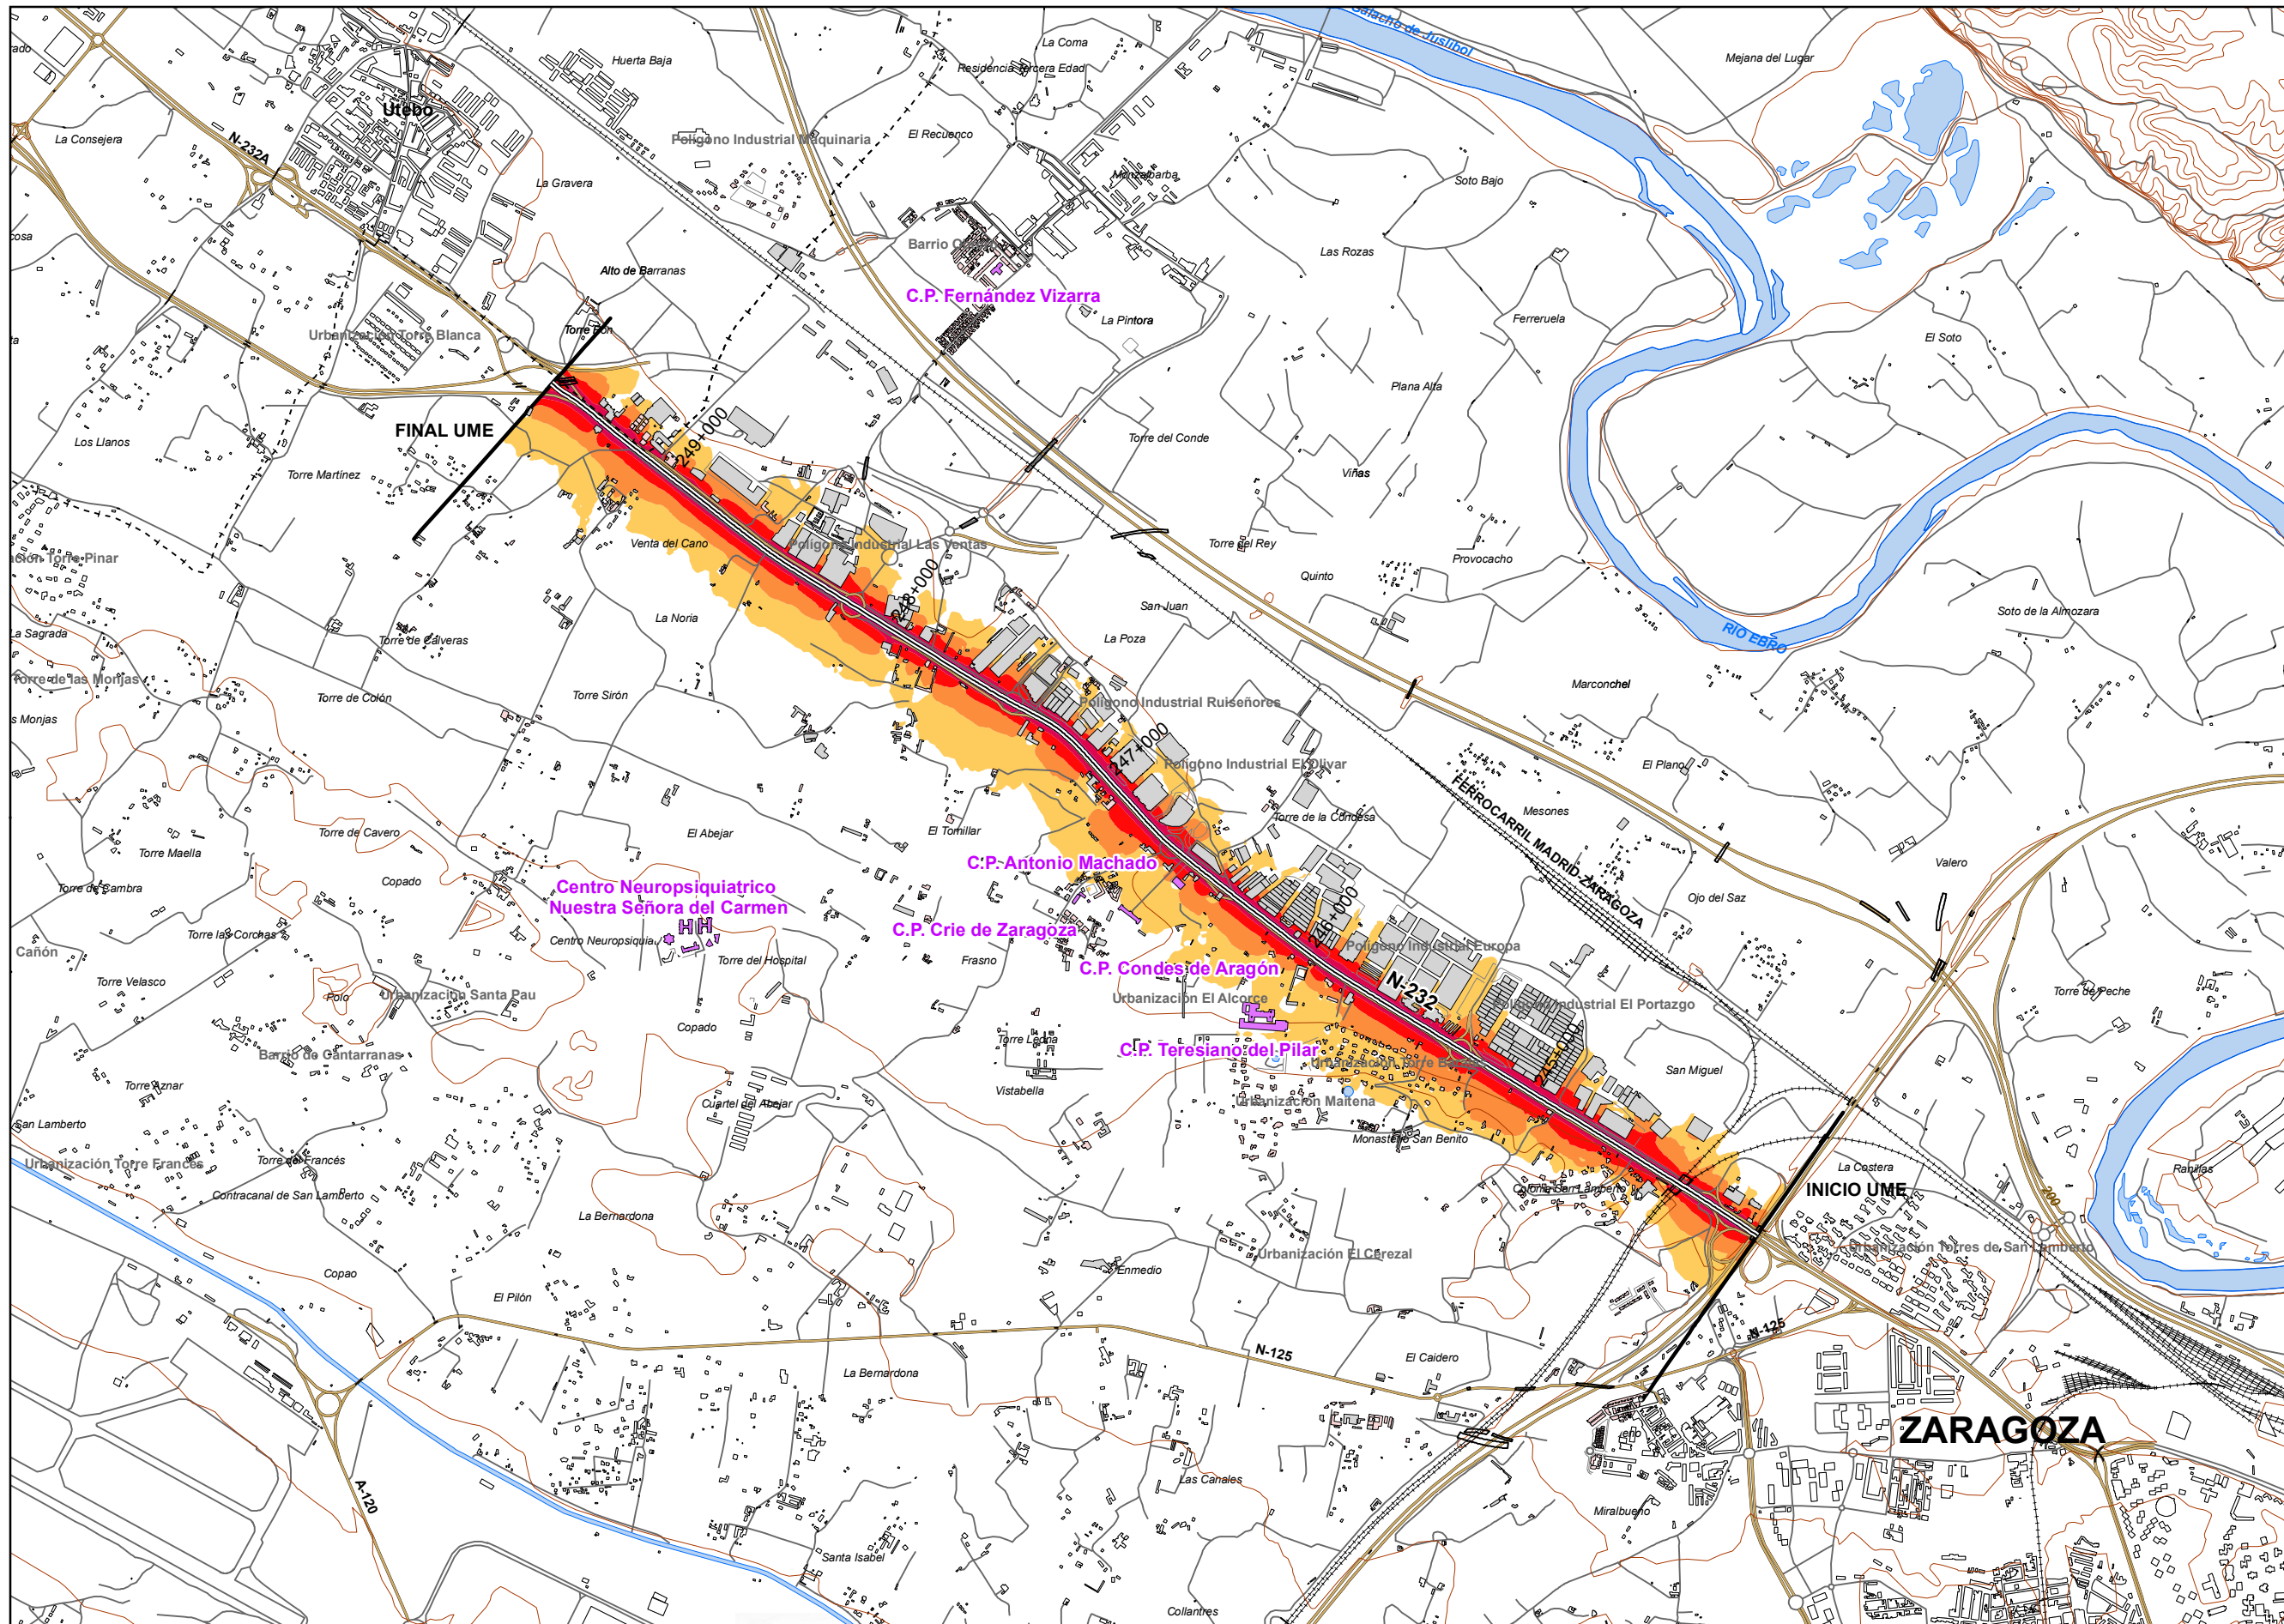 Galacho de Juslibol
La Coma
Mejana del Lugar
Huerta Baja
Residencia Tercera Edad
Utebo
La Consejera
N-232A
El Recuenco
Polígono Industrial Maquinaria
Monzalbarba
La Gravera
Soto Bajo
Las Rozas
Alto de Barranas
C.P. Fernández Vizarra
La Pintora
Ferreruela
Urbanización Torre Blanca
El Soto
Plana Alta
FINAL UME
249+000
Los Llanos
Torre del Conde
Torre Martínez
Viñas
Venta del Cano
Polígono Industrial Las Ventas
Torre del Rey
Provocacho
Quinto
248+000
San Juan
Soto de la Almozara
La Noria
La Sagrada
Torre de Calveras
La Poza
RIO EBRO
Torre de las Monjas
Marconchel
Torre Sirón
Torre de Colón
Polígono Industrial Ruiseñores
s Monjas
247+000
Polígono Industrial El Olivar
El Plano
FERROCARRIL MADRID-ZARAGOZA
Mesones
Torre de la Condesa
El Tomillar
El Abejar
Torre de Cavero
Torre Maella
C.P. Antonio Machado
Valero
Copado
Centro Neuropsiquiatrico
Nuestra Señora del Carmen
Torre de Cambra
Ojo del Saz
246+000
C.P. Crie de Zaragoza
Torre las Corchas
Centro Neuropsiquia
Polígono Industrial Europa
Cañón
Torre del Hospital
Frasno
C.P. Condes de Aragón
Torre Velasco
N-232
Torre de Peche
Polo
Urbanización Santa Pau
Urbanización El Alcorce
Polígono Industrial El Portazgo
Copado
Torre Ledna
C.P. Teresiano del Pilar
Barrio de Cantarranas
245+000
San Miguel
Torre Aznar
Vistabella
Cuartel del Abejar
Urbanización Maitena
San Lamberto
Monasterio San Benito
Urbanización Torre Francés
Torre del Francés
La Costera
Ranillas
Contracanal de San Lamberto
Colonia San Lamberto
INICIO UME
200
La Bernardona
Urbanización El Cerezal
Urbanización Torres de San Lamberto
Enmedio
Copao
El Pilón
N-125
N-125
El Caidero
La Bernardona
ZARAGOZA
Las Canales
A-120
Miralbueno
Santa Isabel
Collantres